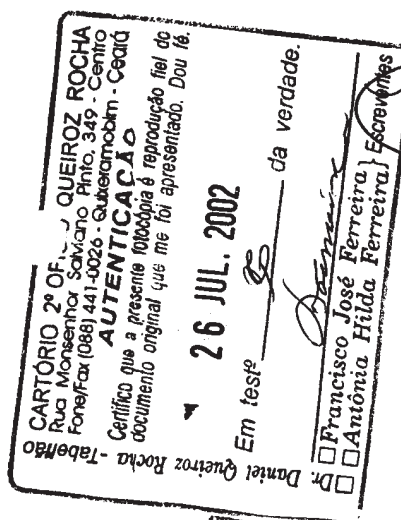 CARTÓRIO 2º OF QUEIROZ ROCHA
Rua Monsenhor Salviano Pinto, 349 - Centro
Fone/Fax (088) 441-0026 - Quixeramobim - Ceará
AUTENTICAÇÃO
Certifico que a presente fotocópia é reprodução fiel do
documento original que me foi apresentado. Dou fé.
26 JUL. 2002
Em testº da verdade.
Dr. Daniel Queiroz Rocha - Tabelião
Francisco José Ferreira } Escreventes
Antônia Hilda Ferreira